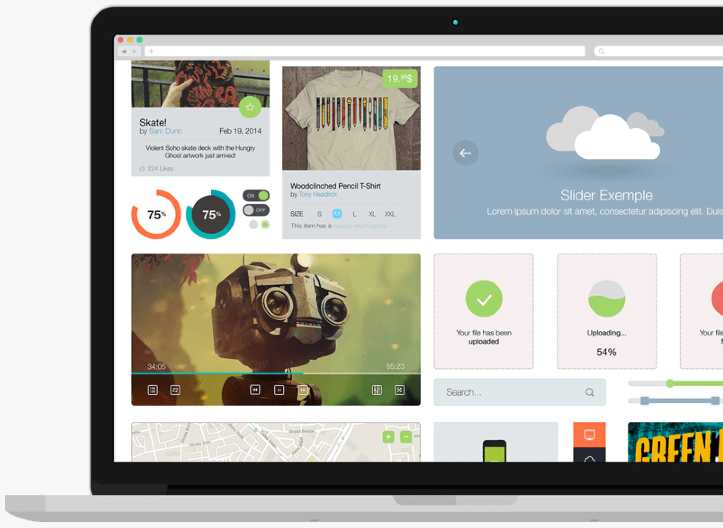 19.99$
Skate!
by Sam Dunn
Feb 19, 2014
Violent Soho skate deck with the Hungry
Ghost artwork just arrived!
224 Likes
Woodclinched Pencil T-Shirt
by Tony Headrick
SIZE S M L XL XXL
This item has a special return policy.
Slider Exemple
Lorem ipsum dolor sit amet, consectetur adipiscing elit. Duis
75%
75%
ON
OFF
34:05
65:23
Your file has been
uploaded
Uploading...
54%
Your file
Search...
GREEN